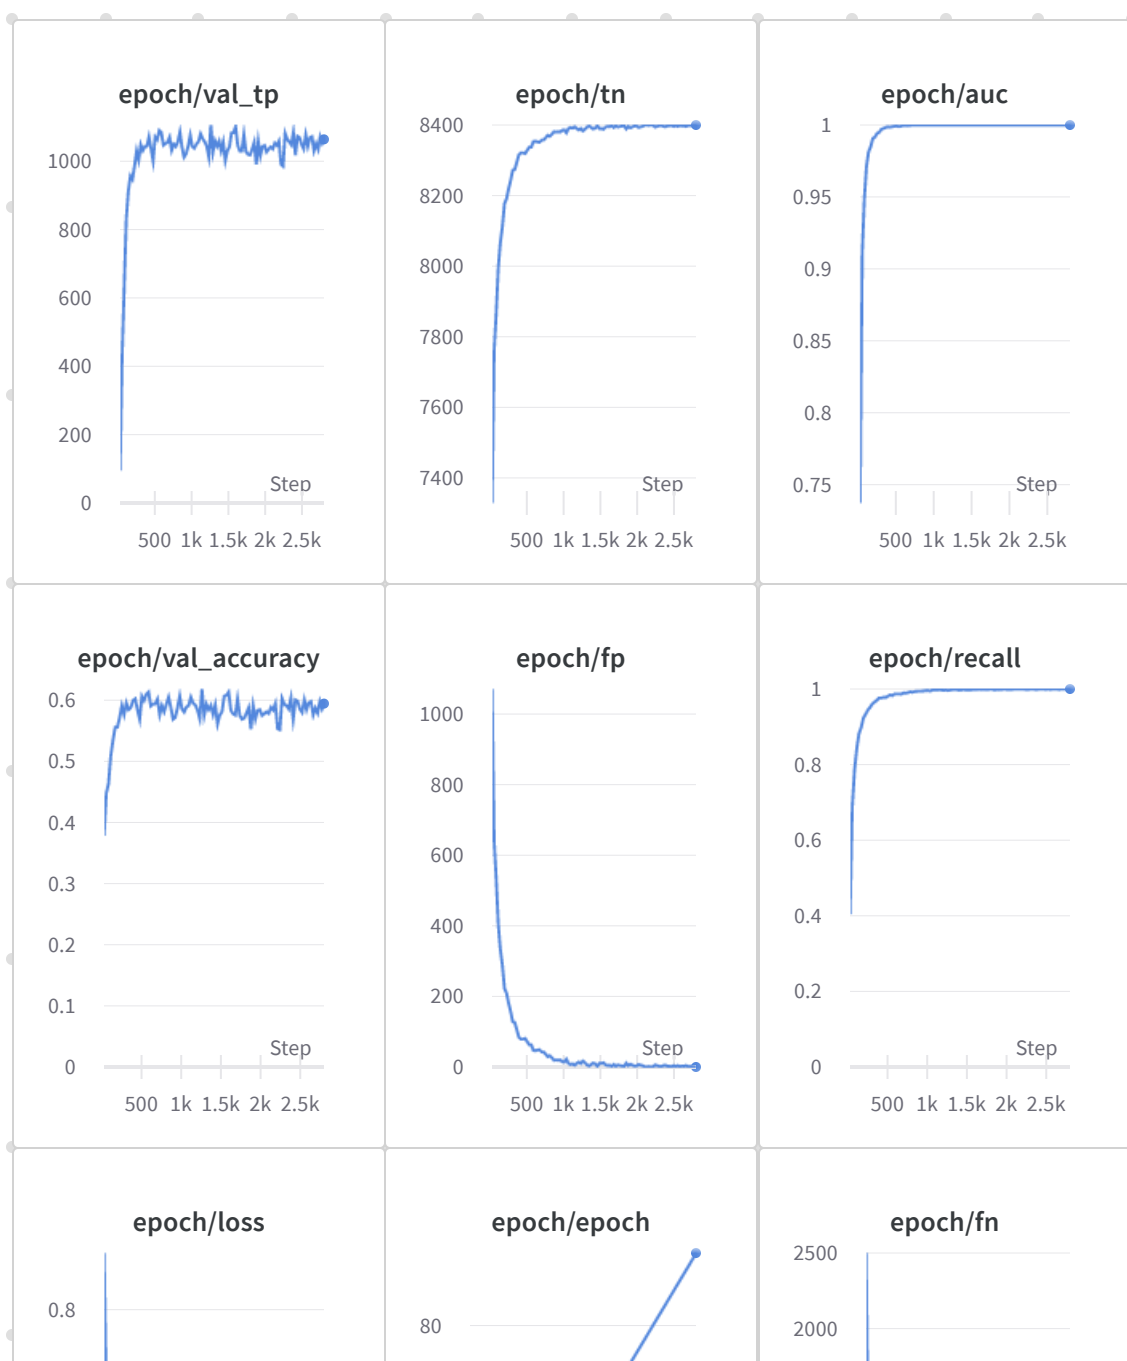 epoch/val_tp
1000
800
600
400
200
0
Step
500 1k 1.5k 2k 2.5k
epoch/tn
8400
8200
8000
7800
7600
7400
Step
500 1k 1.5k 2k 2.5k
epoch/auc
1
0.95
0.9
0.85
0.8
0.75
Step
500 1k 1.5k 2k 2.5k
epoch/val_accuracy
0.6
0.5
0.4
0.3
0.2
0.1
0
Step
500 1k 1.5k 2k 2.5k
epoch/fp
1000
800
600
400
200
0
Step
500 1k 1.5k 2k 2.5k
epoch/recall
1
0.8
0.6
0.4
0.2
0
Step
500 1k 1.5k 2k 2.5k
epoch/loss
0.8
epoch/epoch
80
epoch/fn
2500
2000